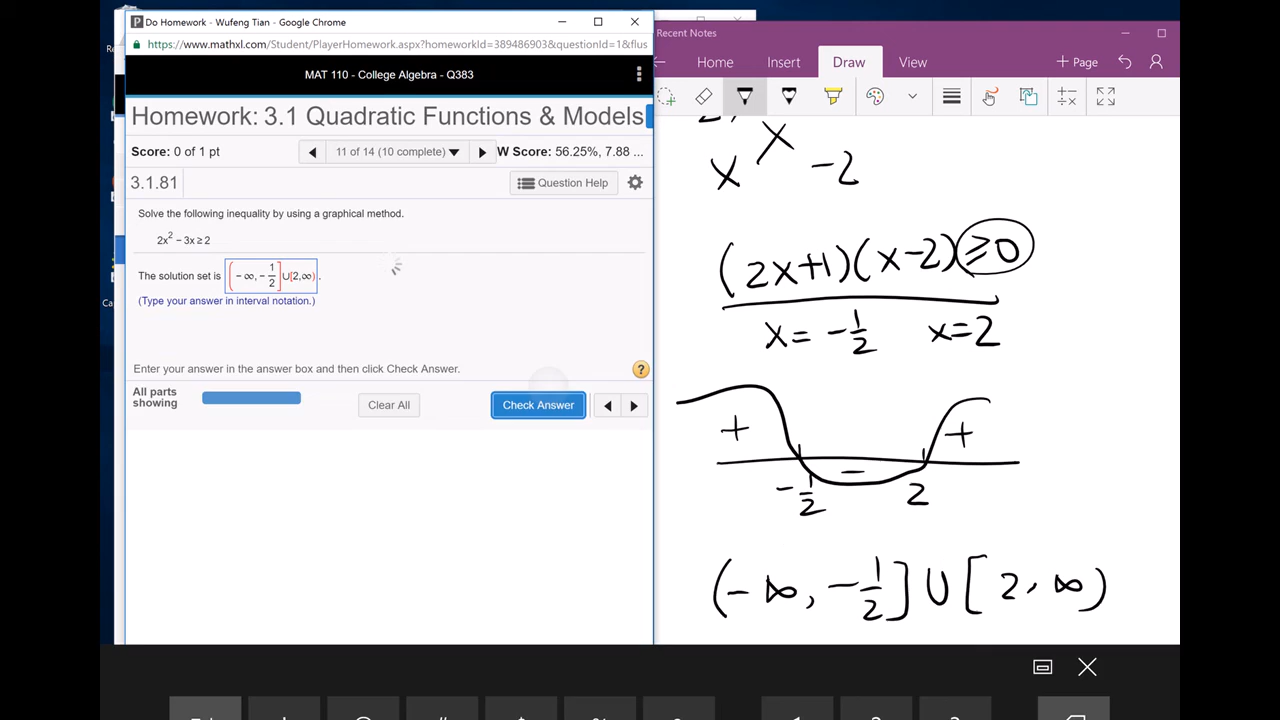 Do Homework - Wufeng Tian - Google Chrome
https://www.mathxl.com/Student/PlayerHomework.aspx?homeworkId=389486903&questionId=1&flus
MAT 110 - College Algebra - Q383
Homework: 3.1 Quadratic Functions & Models
Score: 0 of 1 pt
11 of 14 (10 complete)
W Score: 56.25%, 7.88 ...
3.1.81
Question Help
Solve the following inequality by using a graphical method.
2x² − 3x ≥ 2
The solution set is (−∞, −1/2] ∪ [2,∞).
(Type your answer in interval notation.)
Enter your answer in the answer box and then click Check Answer.
?
All parts
showing
Clear All
Check Answer
Recent Notes
Home Insert Draw View
+ Page
x
x −2
(2x+1)(x−2) ≥0
x= −1/2 x=2
+ − +
−1/2 2
(−∞, −1/2] ∪ [2, ∞)